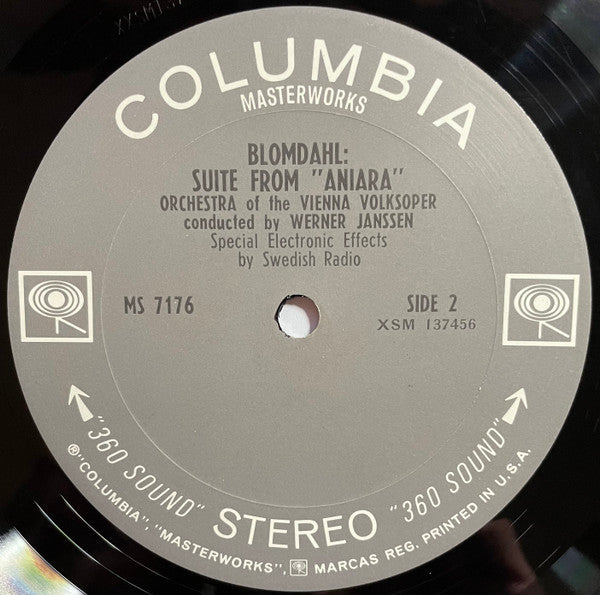 COLUMBIA
MASTERWORKS
BLOMDAHL:
SUITE FROM "ANIARA"
ORCHESTRA of the VIENNA VOLKSOPER
conducted by WERNER JANSSEN
Special Electronic Effects
by Swedish Radio
MS 7176
SIDE 2
XSM 137456
"360 SOUND" STEREO "360 SOUND"
® "COLUMBIA", "MASTERWORKS", MARCAS REG. PRINTED IN U.S.A.